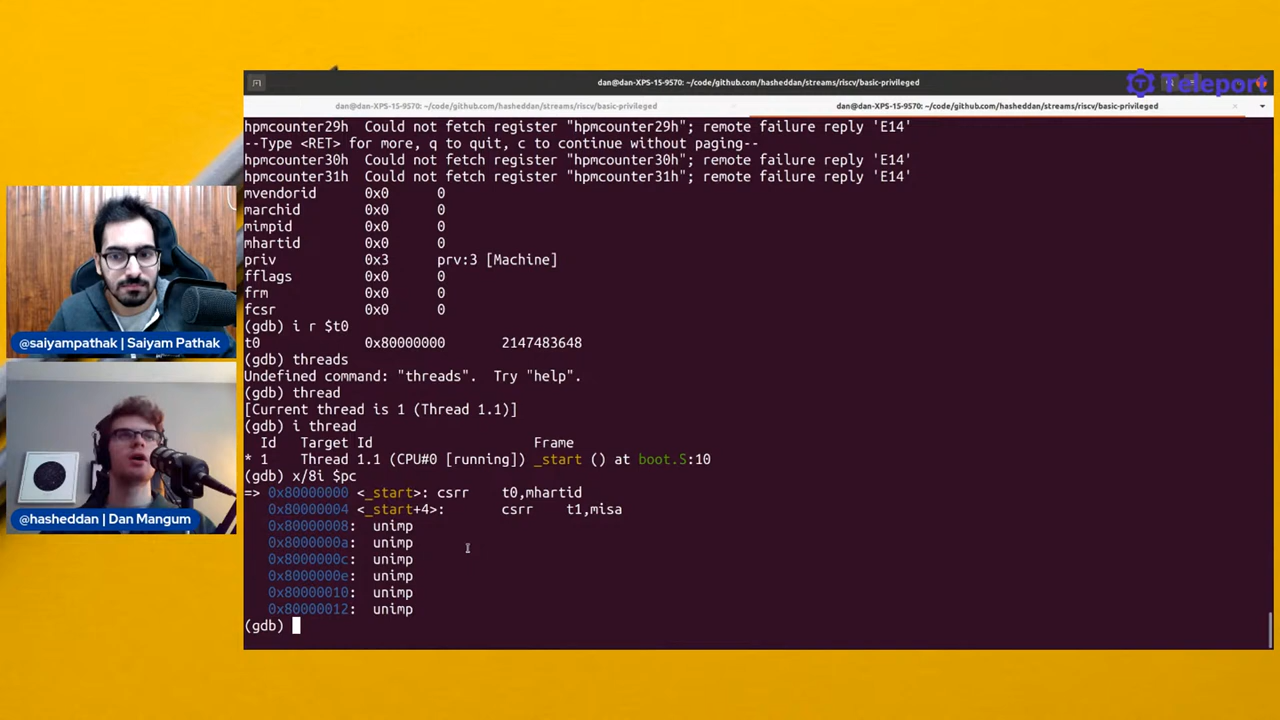 Teleport
dan@dan-XPS-15-9570: ~/code/github.com/hasheddan/streams/riscv/basic-privileged
dan@dan-XPS-15-9570: ~/code/github.com/hasheddan/streams/riscv/basic-privileged
dan@dan-XPS-15-9570: ~/code/github.com/hasheddan/streams/riscv/basic-privileged
hpmcounter29h  Could not fetch register "hpmcounter29h"; remote failure reply 'E14'
--Type <RET> for more, q to quit, c to continue without paging--
hpmcounter30h  Could not fetch register "hpmcounter30h"; remote failure reply 'E14'
hpmcounter31h  Could not fetch register "hpmcounter31h"; remote failure reply 'E14'
mvendorid      0x0      0
marchid        0x0      0
mimpid         0x0      0
mhartid        0x0      0
priv           0x3      prv:3 [Machine]
fflags         0x0      0
frm            0x0      0
fcsr           0x0      0
(gdb) i r $t0
t0             0x80000000       2147483648
(gdb) threads
Undefined command: "threads".  Try "help".
(gdb) thread
[Current thread is 1 (Thread 1.1)]
(gdb) i thread
  Id   Target Id                    Frame
* 1    Thread 1.1 (CPU#0 [running]) _start () at boot.S:10
(gdb) x/8i $pc
=> 0x80000000 <_start>: csrr    t0,mhartid
   0x80000004 <_start+4>:       csrr    t1,misa
   0x80000008:  unimp
   0x8000000a:  unimp
   0x8000000c:  unimp
   0x8000000e:  unimp
   0x80000010:  unimp
   0x80000012:  unimp
(gdb)
@saiyampathak | Saiyam Pathak
@hasheddan | Dan Mangum